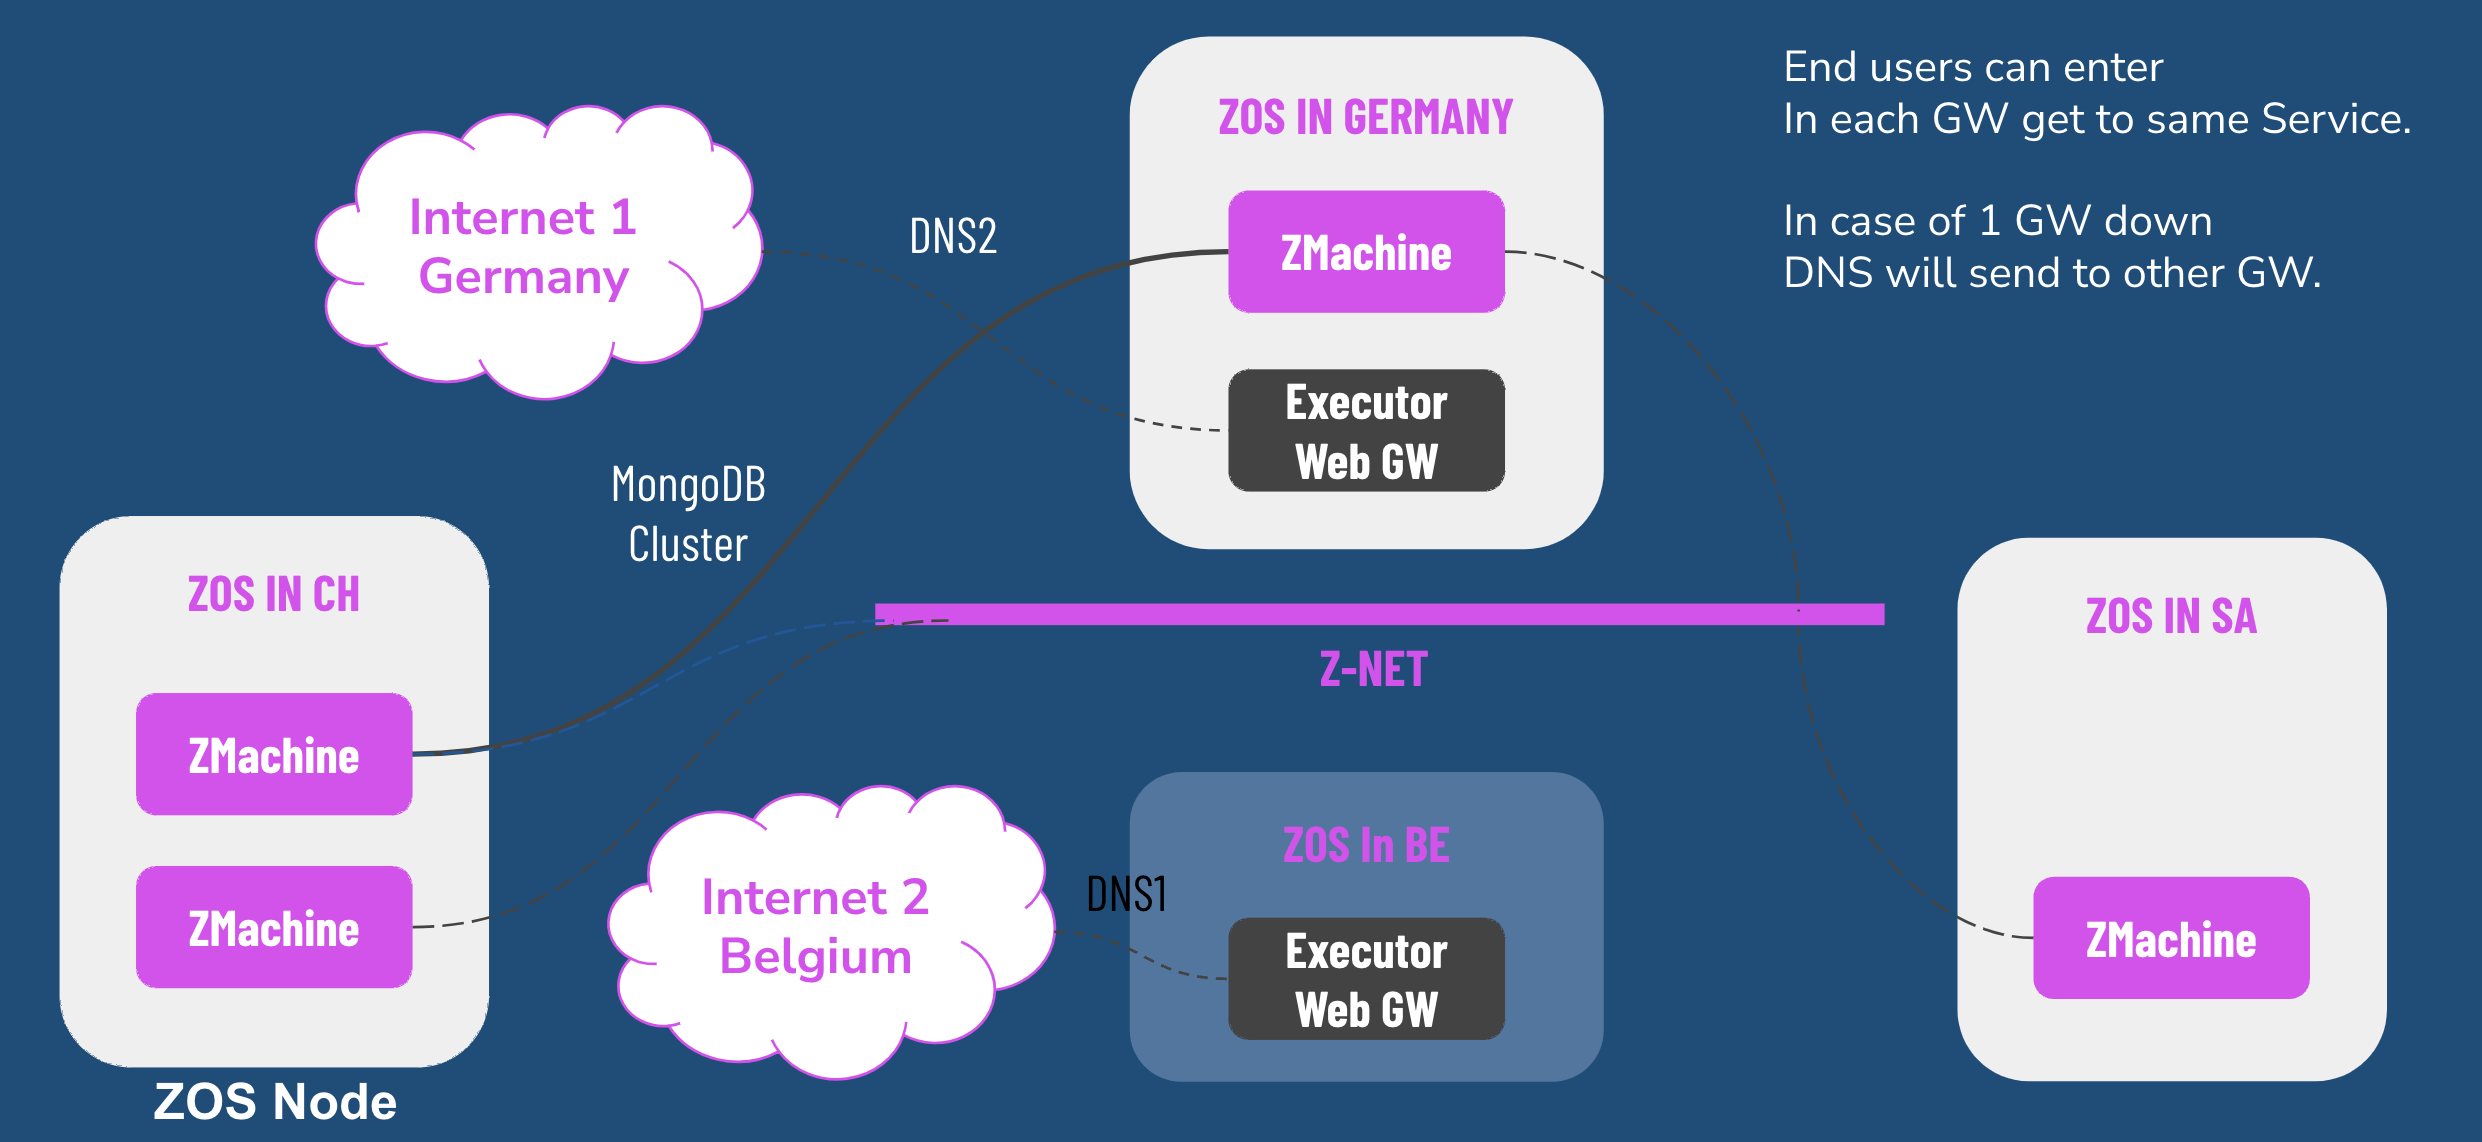 End users can enter
In each GW get to same Service.
In case of 1 GW down
DNS will send to other GW.
ZOS IN GERMANY
ZMachine
Executor
Web GW
Internet 1
Germany
DNS2
MongoDB
Cluster
ZOS IN CH
ZMachine
ZMachine
ZOS Node
Z-NET
Internet 2
Belgium
DNS1
ZOS In BE
Executor
Web GW
ZOS IN SA
ZMachine